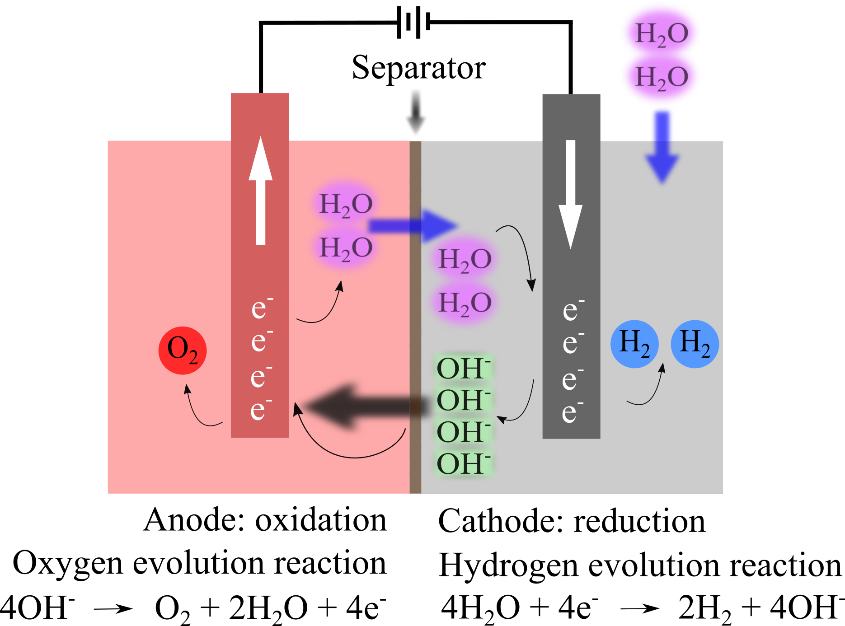 H₂O
H₂O
Separator
H₂O
H₂O
H₂O
H₂O
e⁻
e⁻
e⁻
e⁻
O₂
e⁻
e⁻
e⁻
e⁻
H₂ H₂
OH⁻
OH⁻
OH⁻
OH⁻
Anode: oxidation
Oxygen evolution reaction
4OH⁻ → O₂ + 2H₂O + 4e⁻
Cathode: reduction
Hydrogen evolution reaction
4H₂O + 4e⁻ → 2H₂ + 4OH⁻